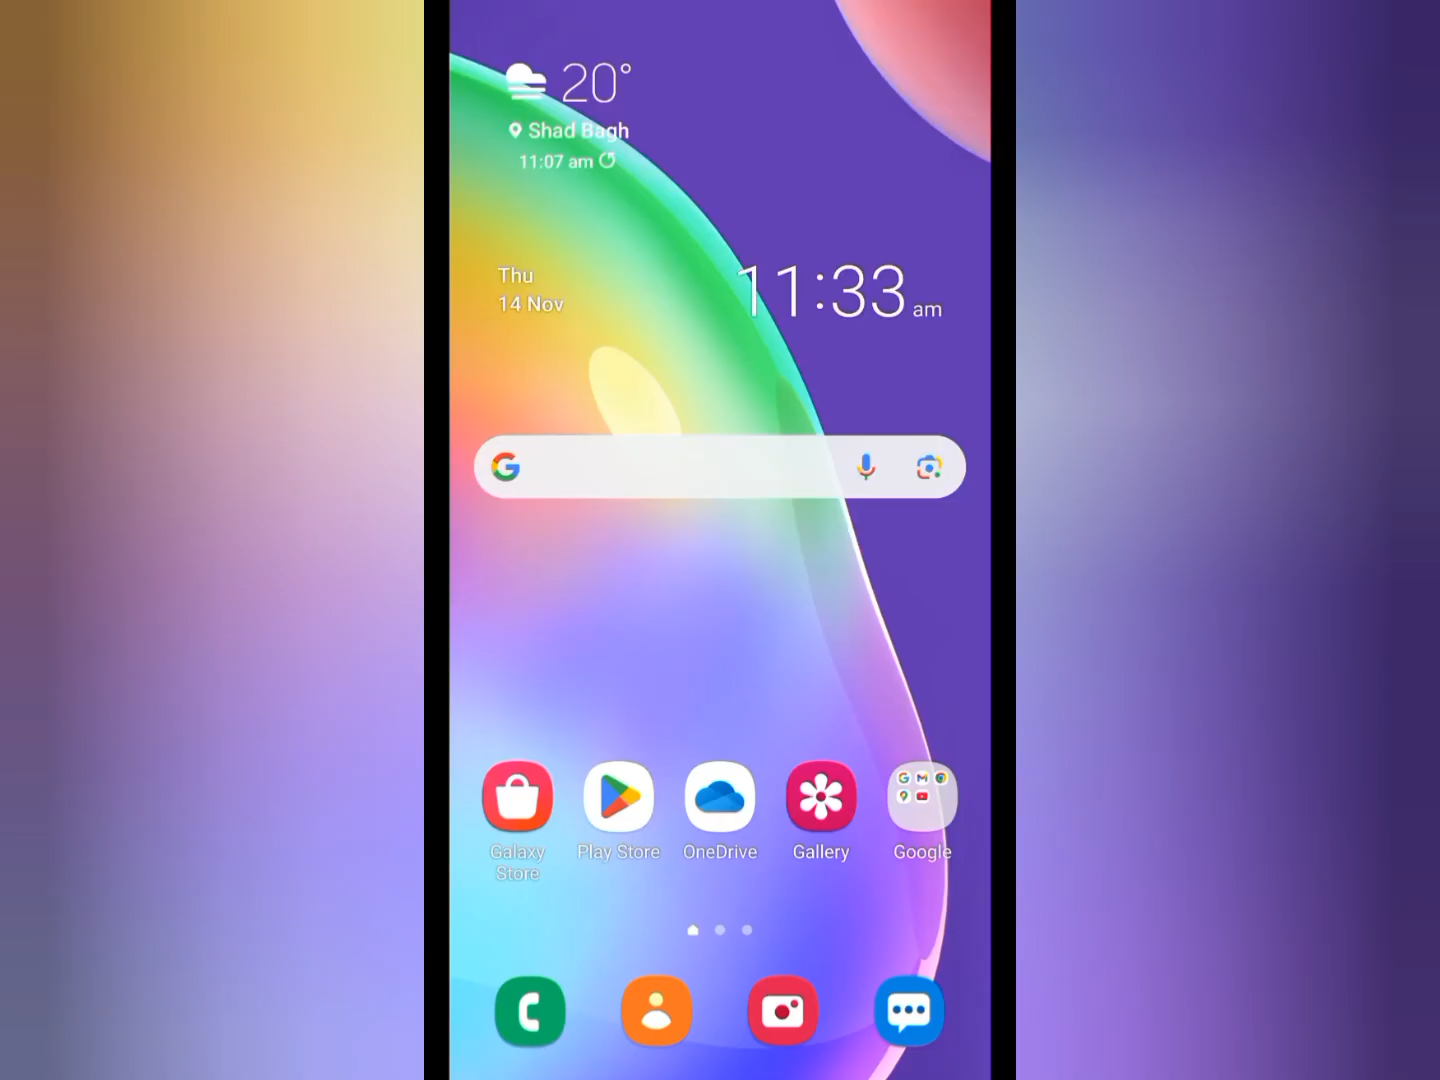 20°
Shad Bagh
11:07 am
Thu
14 Nov
11:33 am
Galaxy
Store
Play Store
OneDrive
Gallery
Google